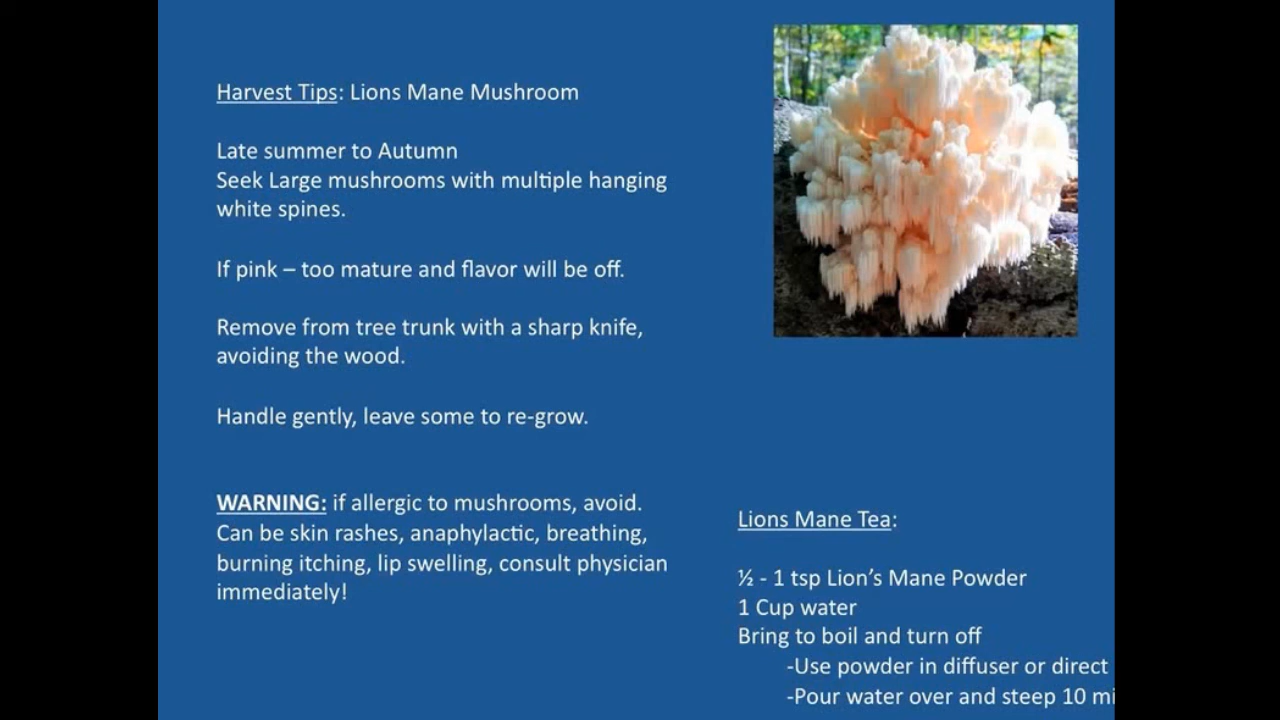 Harvest Tips: Lions Mane Mushroom
Late summer to Autumn
Seek Large mushrooms with multiple hanging
white spines.
If pink – too mature and flavor will be off.
Remove from tree trunk with a sharp knife,
avoiding the wood.
Handle gently, leave some to re-grow.
WARNING: if allergic to mushrooms, avoid.
Can be skin rashes, anaphylactic, breathing,
burning itching, lip swelling, consult physician
immediately!
Lions Mane Tea:
½ - 1 tsp Lion’s Mane Powder
1 Cup water
Bring to boil and turn off
-Use powder in diffuser or direct
-Pour water over and steep 10 mi